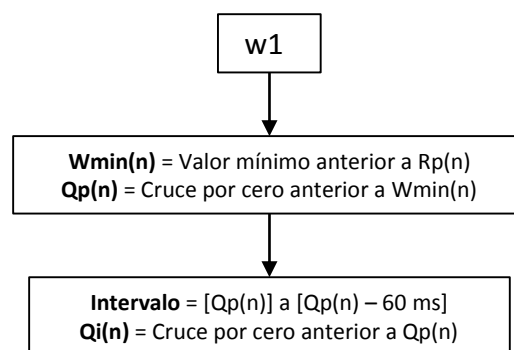 w1
Wmin(n) = Valor mínimo anterior a Rp(n)
Qp(n) = Cruce por cero anterior a Wmin(n)
Intervalo = [Qp(n)] a [Qp(n) – 60 ms]
Qi(n) = Cruce por cero anterior a Qp(n)